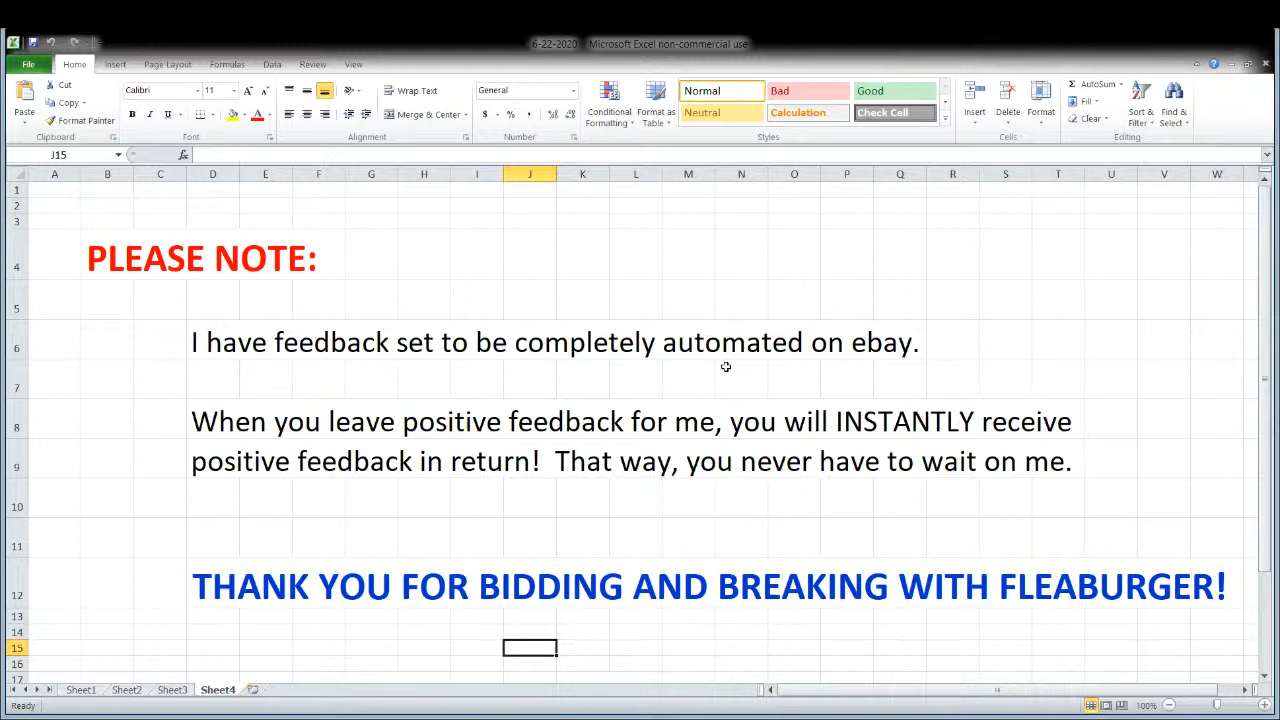 6-22-2020 Microsoft Excel non-commercial use
File Home Insert Page Layout Formulas Data Review View
Paste
Cut
Copy
Format Painter
Clipboard
Calibri 11
B I U
Font
Wrap Text
Merge & Center
Alignment
General
$ % ,
Number
Conditional Formatting
Format as Table
Normal Bad Good
Neutral Calculation Check Cell
Styles
Insert Delete Format
Cells
AutoSum
Fill
Clear
Sort & Filter
Find & Select
Editing
J15 fx
A B C D E F G H I J K L M N O P Q R S T U V W
1
2
3
4 PLEASE NOTE:
5
6 I have feedback set to be completely automated on ebay.
7
8 When you leave positive feedback for me, you will INSTANTLY receive
9 positive feedback in return! That way, you never have to wait on me.
10
11
12 THANK YOU FOR BIDDING AND BREAKING WITH FLEABURGER!
13
14
15
16
17
Sheet1 Sheet2 Sheet3 Sheet4
Ready 100%